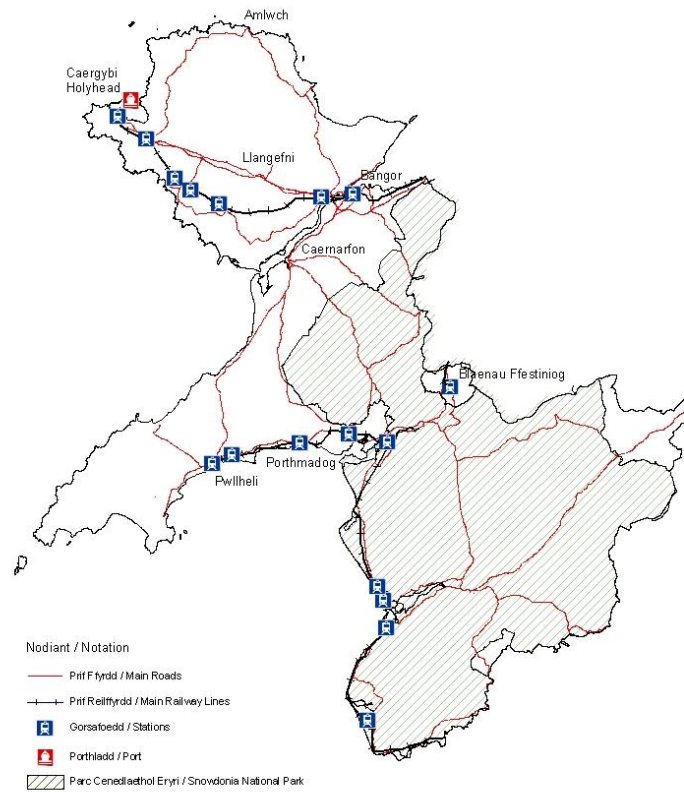 Amlwch
Caergybi
Holyhead
Llangefni
Bangor
Caernarfon
Blaenau Ffestiniog
Porthmadog
Pwllheli
Nodiant / Notation
Prif Ffyrdd / Main Roads
Prif Reilffyrdd / Main Railway Lines
Gorsafoedd / Stations
Porthladd / Port
Parc Cenedlaethol Eryri / Snowdonia National Park